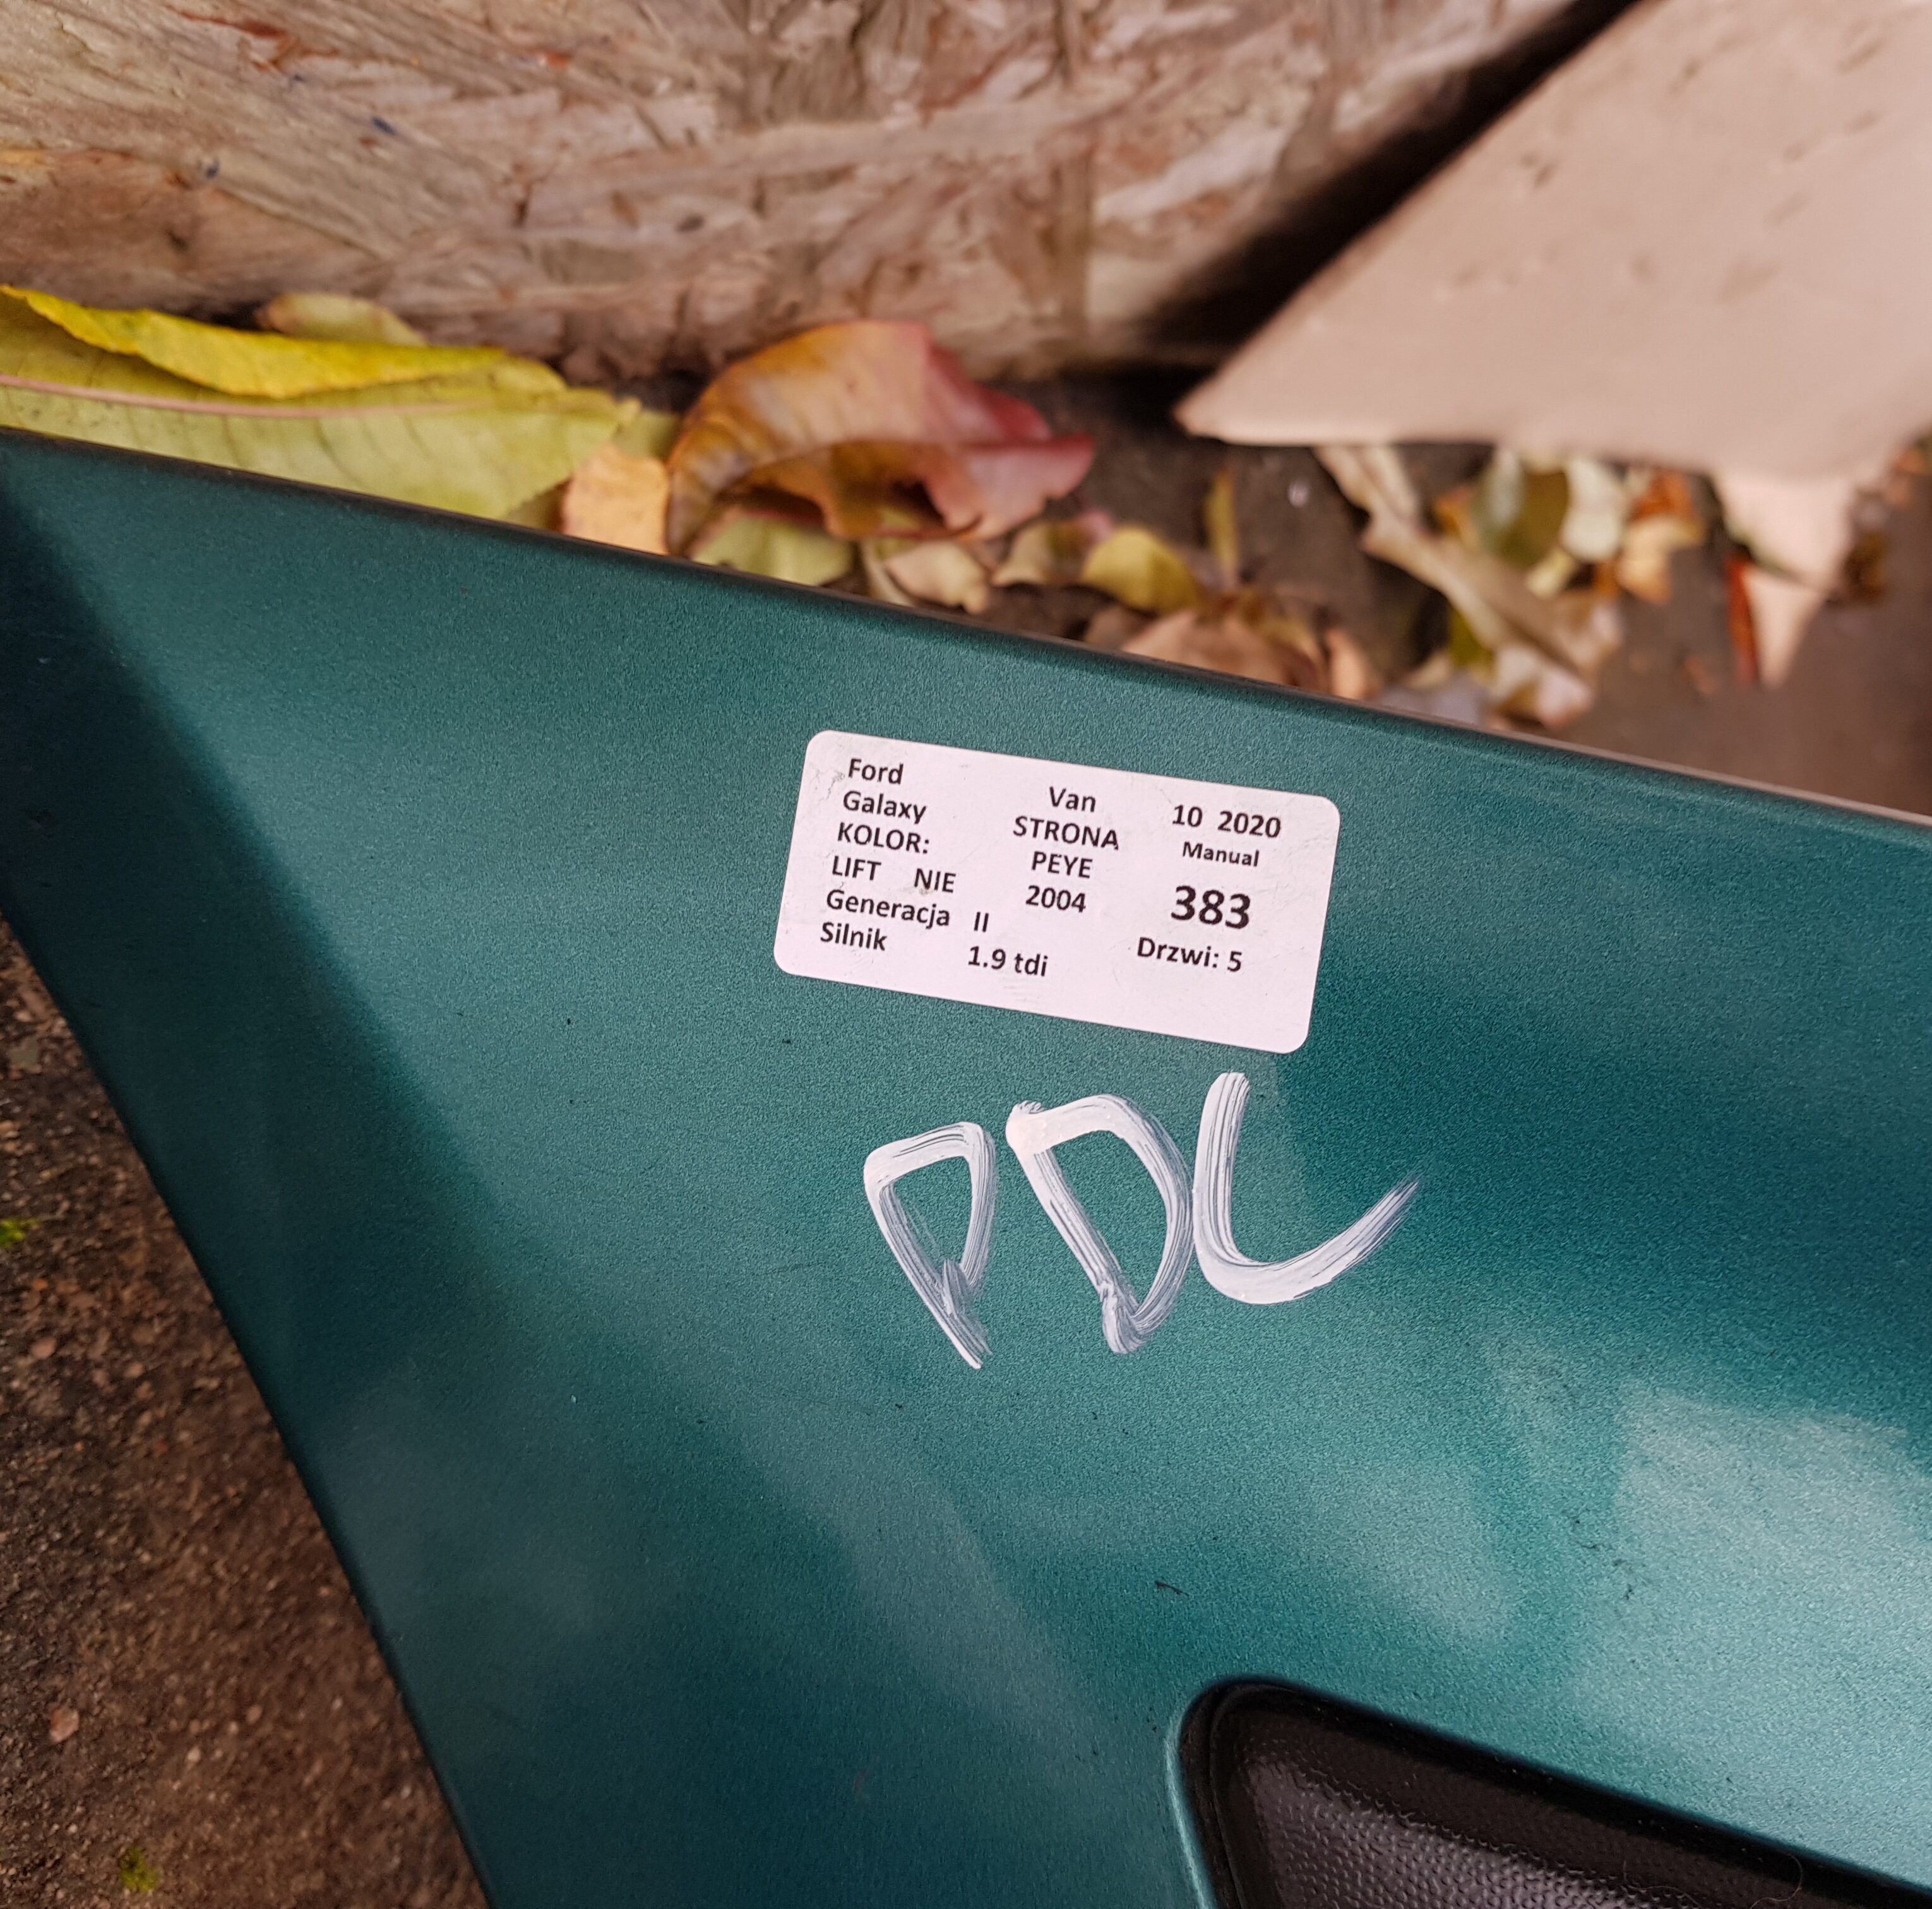 Ford Van 10 2020
Galaxy STRONA Manual
KOLOR: PEYE
LIFT NIE 2004 383
Generacja II Drzwi: 5
Silnik 1.9 tdi
PDC